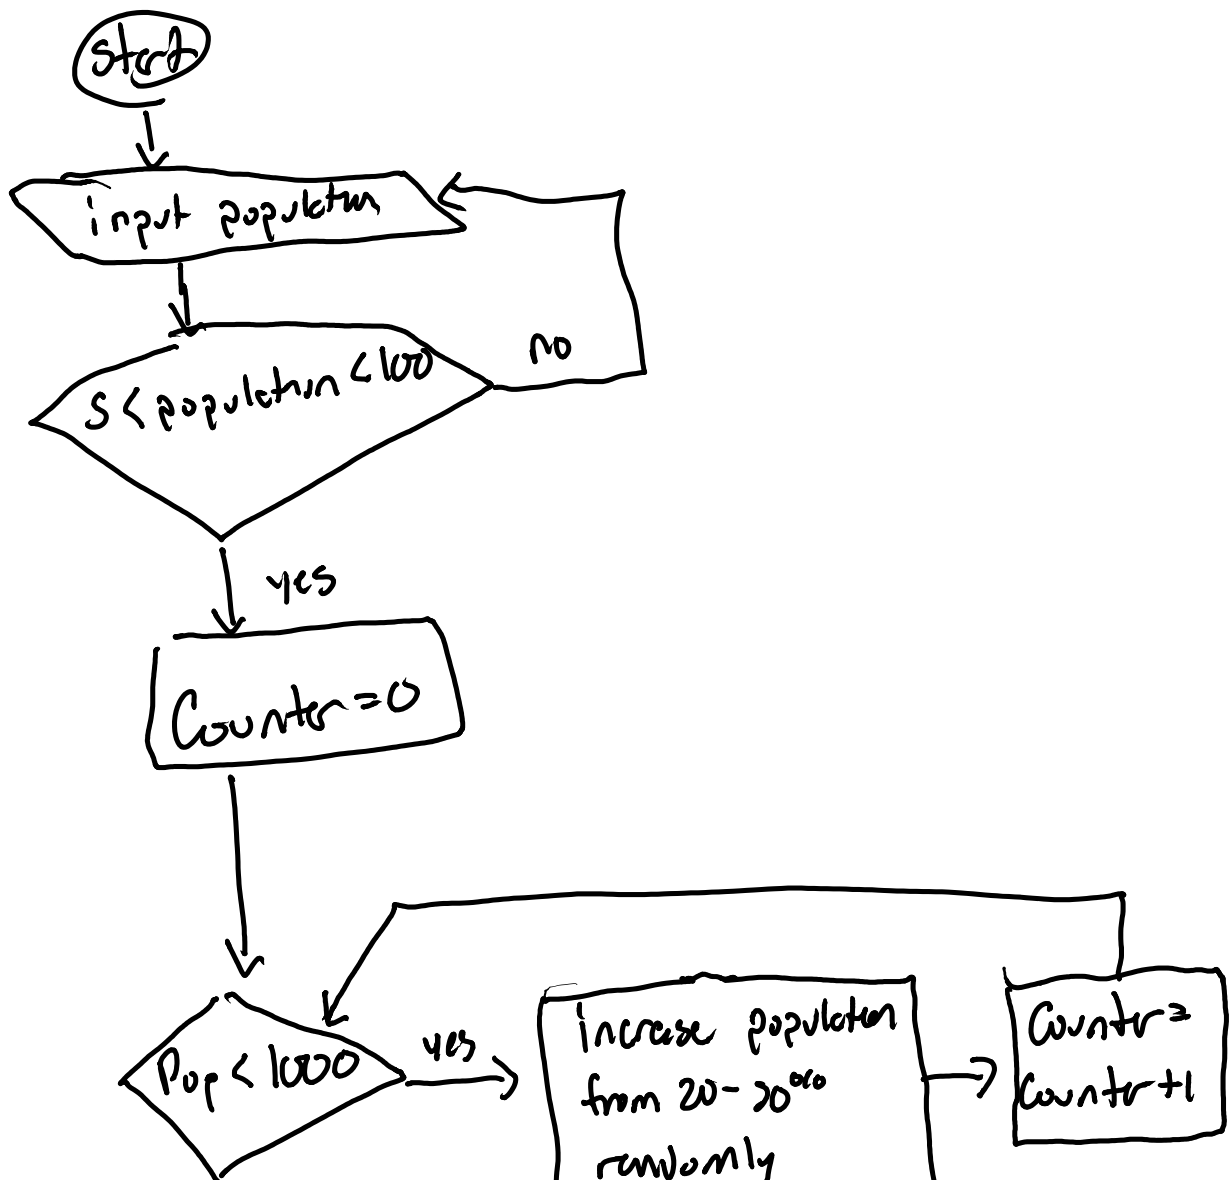 start
input population
no
5 < population < 100
yes
Counter = 0
Pop < 1000
yes
increase population
from 20 - 30%
randomly
Counter =
Counter + 1